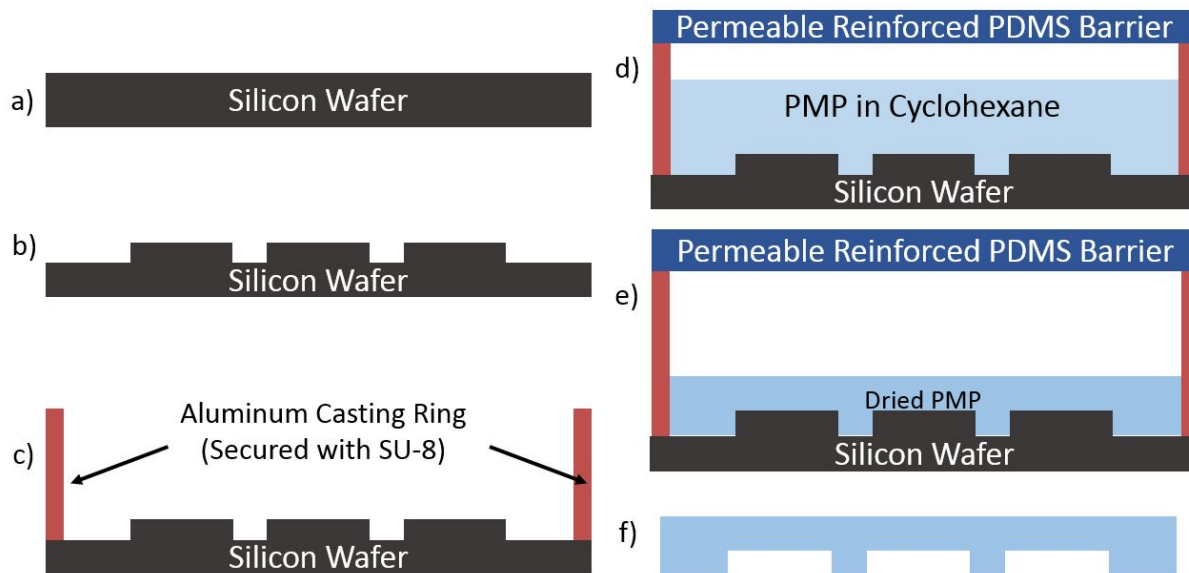 a)
Silicon Wafer
b)
Silicon Wafer
c)
Aluminum Casting Ring
(Secured with SU-8)
Silicon Wafer
d)
Permeable Reinforced PDMS Barrier
PMP in Cyclohexane
Silicon Wafer
e)
Permeable Reinforced PDMS Barrier
Dried PMP
Silicon Wafer
f)